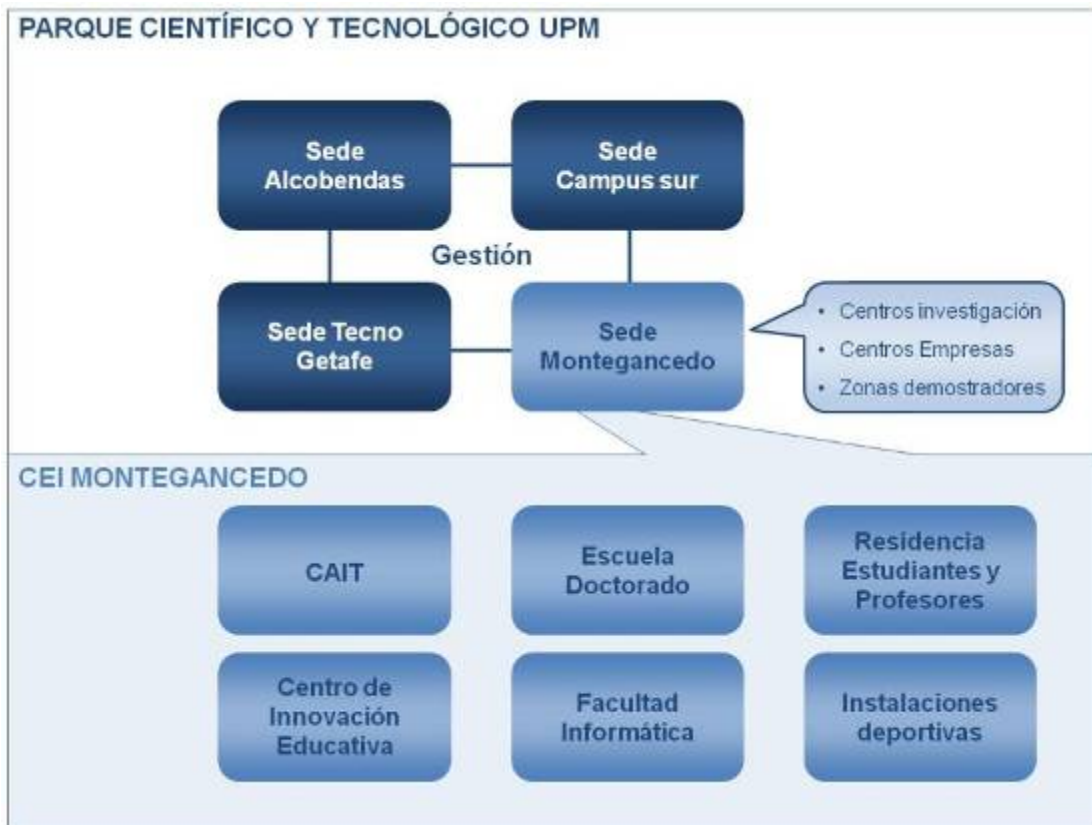 PARQUE CIENTÍFICO Y TECNOLÓGICO UPM
Sede
Alcobendas
Sede
Campus sur
Gestión
Sede Tecno
Getafe
Sede
Montegancedo
• Centros investigación
• Centros Empresas
• Zonas demostradores
CEI MONTEGANCEDO
CAIT
Escuela
Doctorado
Residencia
Estudiantes y
Profesores
Centro de
Innovación
Educativa
Facultad
Informática
Instalaciones
deportivas